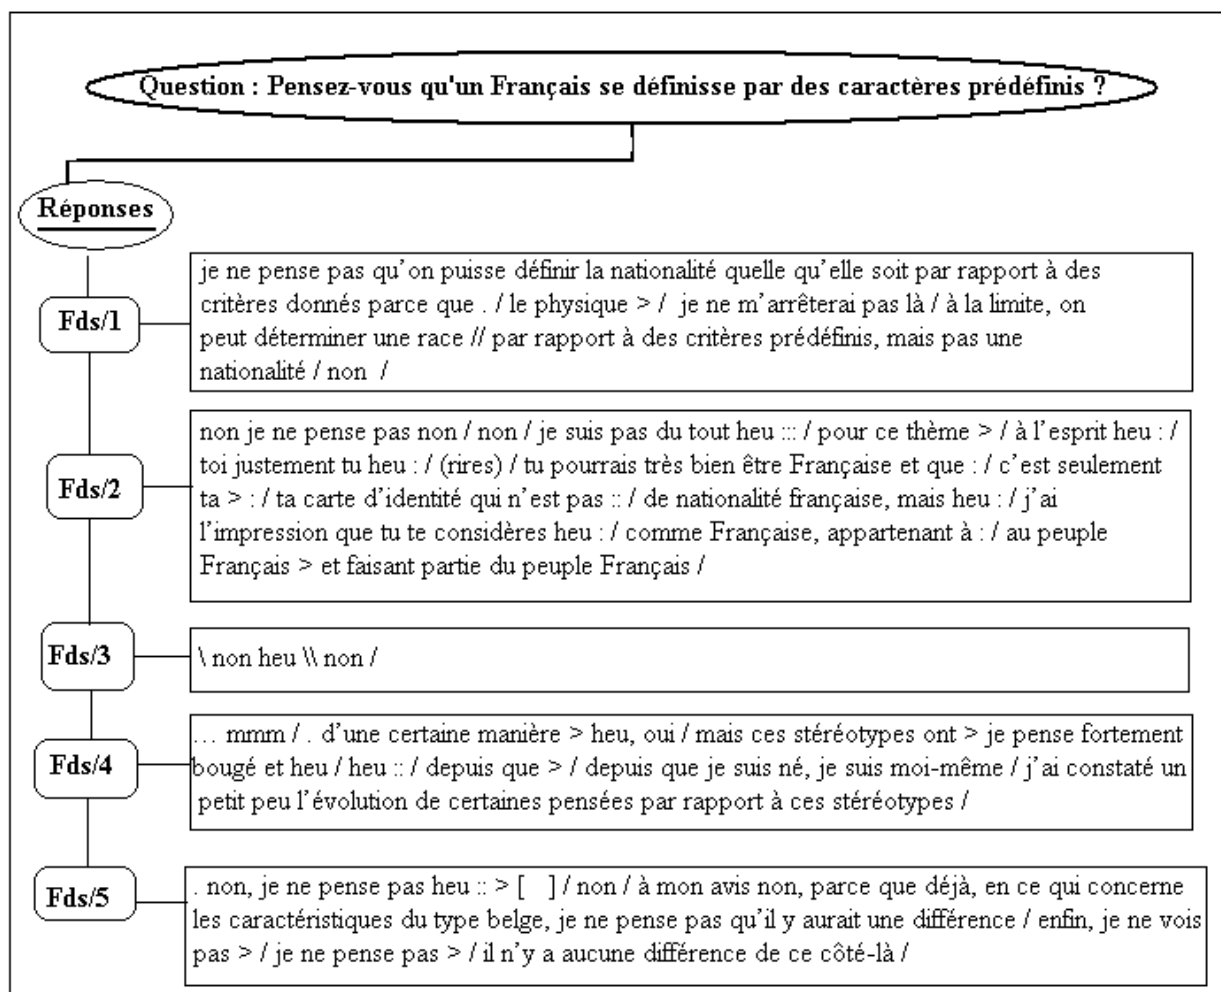 Question : Pensez-vous qu'un Français se définisse par des caractères prédéfinis ?
Réponses
Fds/1
je ne pense pas qu’on puisse définir la nationalité quelle qu’elle soit par rapport à des
critères donnés parce que . / le physique > / je ne m’arrêterai pas là / à la limite, on
peut déterminer une race // par rapport à des critères prédéfinis, mais pas une
nationalité / non /
Fds/2
non je ne pense pas non / non / je suis pas du tout heu ::: / pour ce thème > / à l’esprit heu : /
toi justement tu heu : / (rires) / tu pourrais très bien être Française et que : / c’est seulement
ta > : / ta carte d’identité qui n’est pas :: / de nationalité française, mais heu : / j’ai
l’impression que tu te considères heu : / comme Française, appartenant à : / au peuple
Français > et faisant partie du peuple Français /
Fds/3
\ non heu \\ non /
Fds/4
… mmm / . d’une certaine manière > heu, oui / mais ces stéréotypes ont > je pense fortement
bougé et heu / heu :: / depuis que > / depuis que je suis né, je suis moi-même / j’ai constaté un
petit peu l’évolution de certaines pensées par rapport à ces stéréotypes /
Fds/5
. non, je ne pense pas heu :: > [ ] / non / à mon avis non, parce que déjà, en ce qui concerne
les caractéristiques du type belge, je ne pense pas qu’il y aurait une différence / enfin, je ne vois
pas > / je ne pense pas > / il n’y a aucune différence de ce côté-là /